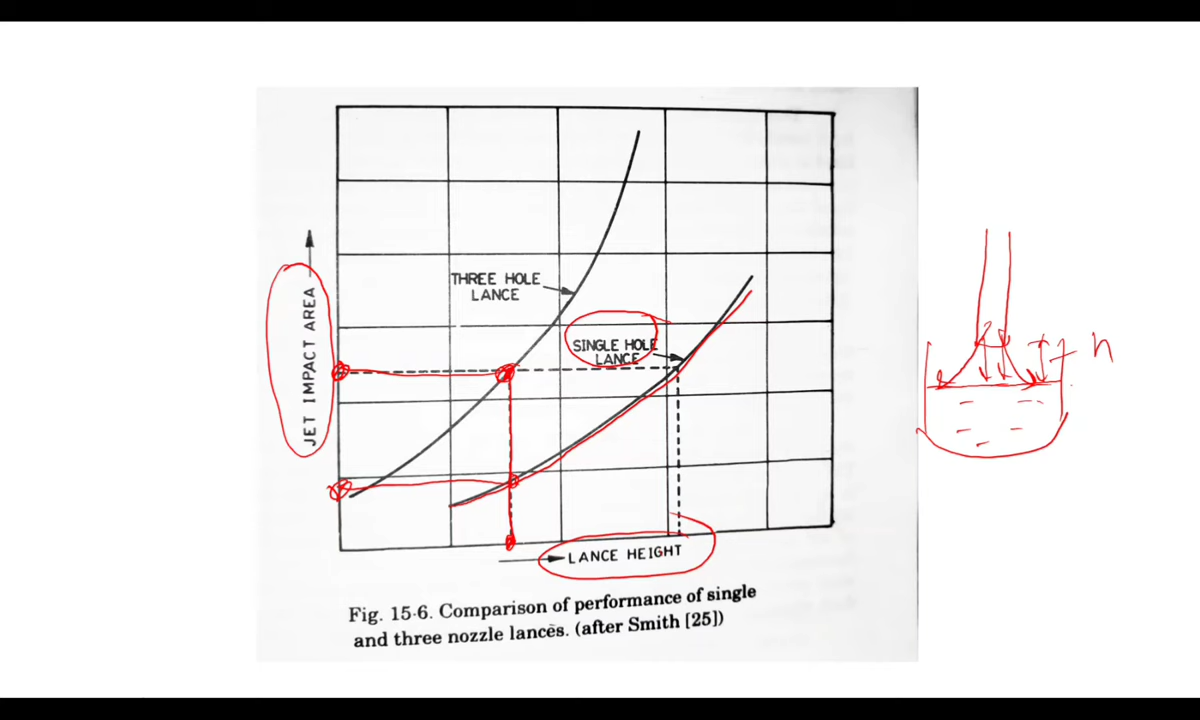 JET IMPACT AREA
THREE HOLE
LANCE
SINGLE HOLE
LANCE
h
LANCE HEIGHT
Fig. 15·6. Comparison of performance of single
and three nozzle lances. (after Smith [25])